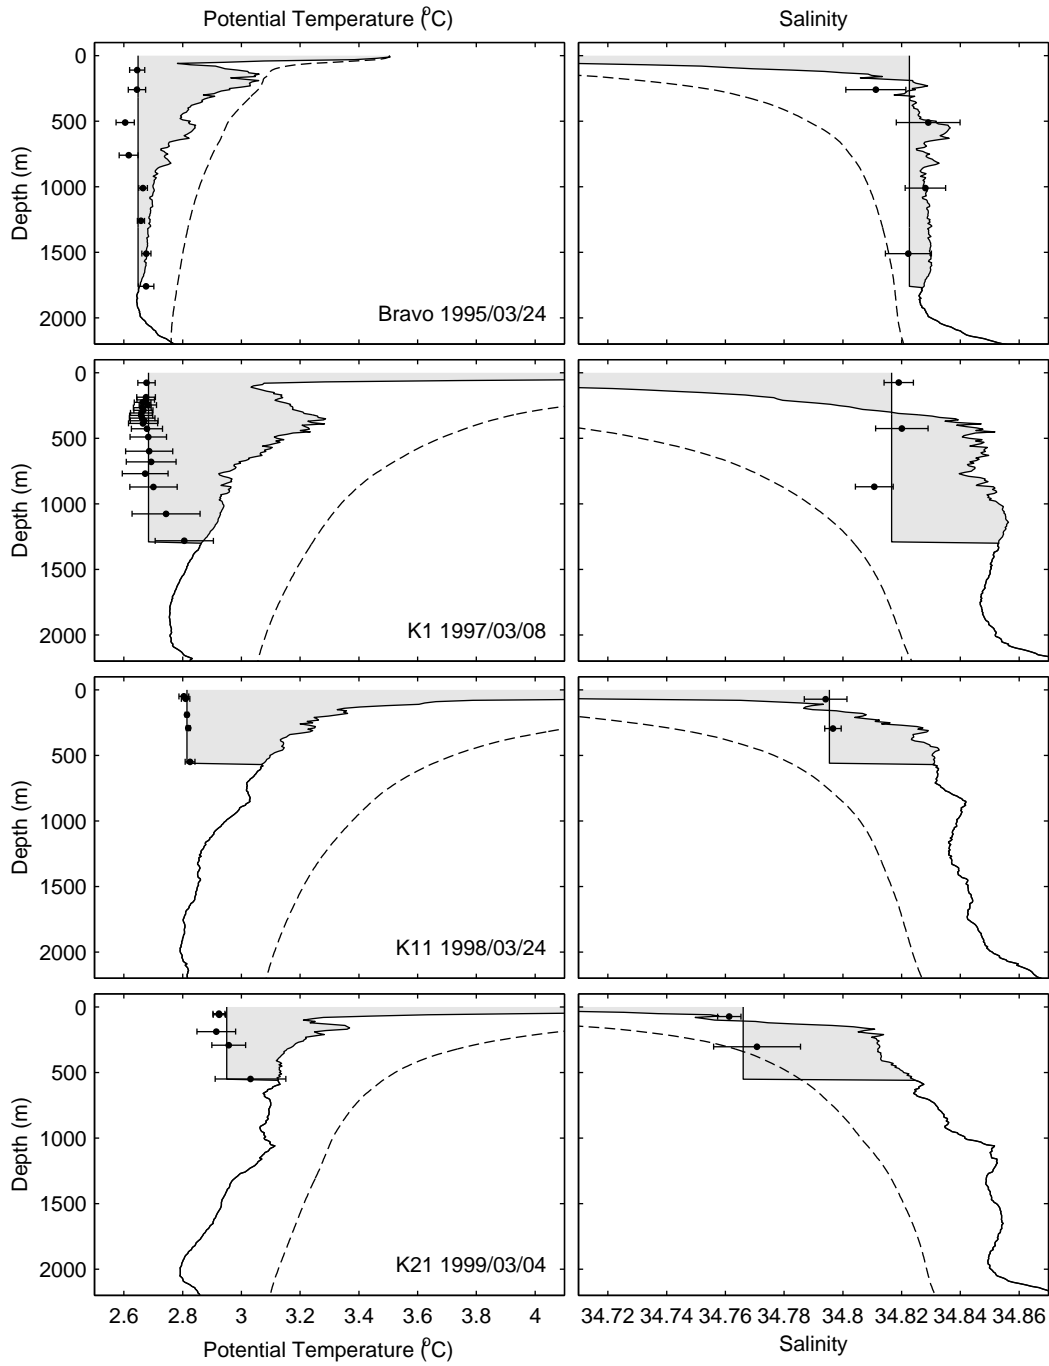 Potential Temperature (°C)
Salinity
0
500
1000
1500
2000
Depth (m)
Bravo 1995/03/24
0
500
1000
1500
2000
Depth (m)
K1 1997/03/08
0
500
1000
1500
2000
Depth (m)
K11 1998/03/24
0
500
1000
1500
2000
Depth (m)
K21 1999/03/04
2.6 2.8 3 3.2 3.4 3.6 3.8 4
34.72 34.74 34.76 34.78 34.8 34.82 34.84 34.86
Potential Temperature (°C)
Salinity